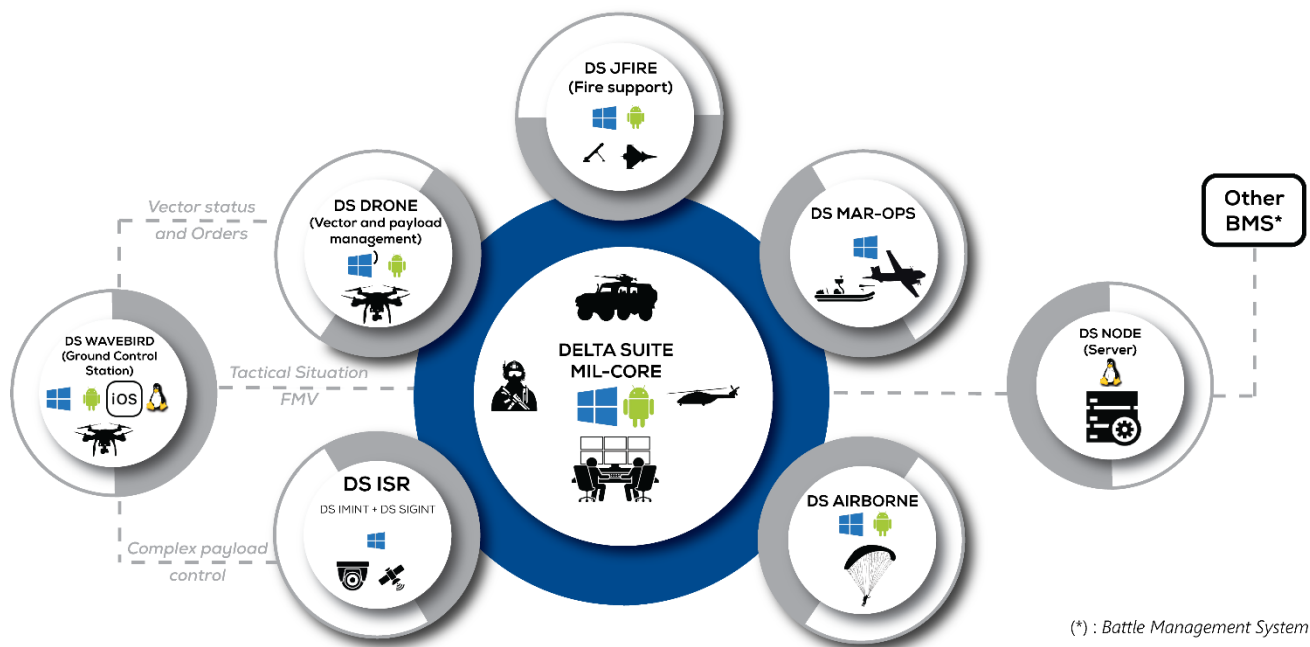 DS JFIRE
(Fire support)
DS DRONE
(Vector and payload
management)
)
DS MAR-OPS
Vector status
and Orders
Other
BMS*
DS WAVEBIRD
(Ground Control
Station)
iOS
Tactical Situation
FMV
DELTA SUITE
MIL-CORE
DS NODE
(Server)
DS ISR
DS IMINT + DS SIGINT
DS AIRBORNE
Complex payload
control
(*) : Battle Management System